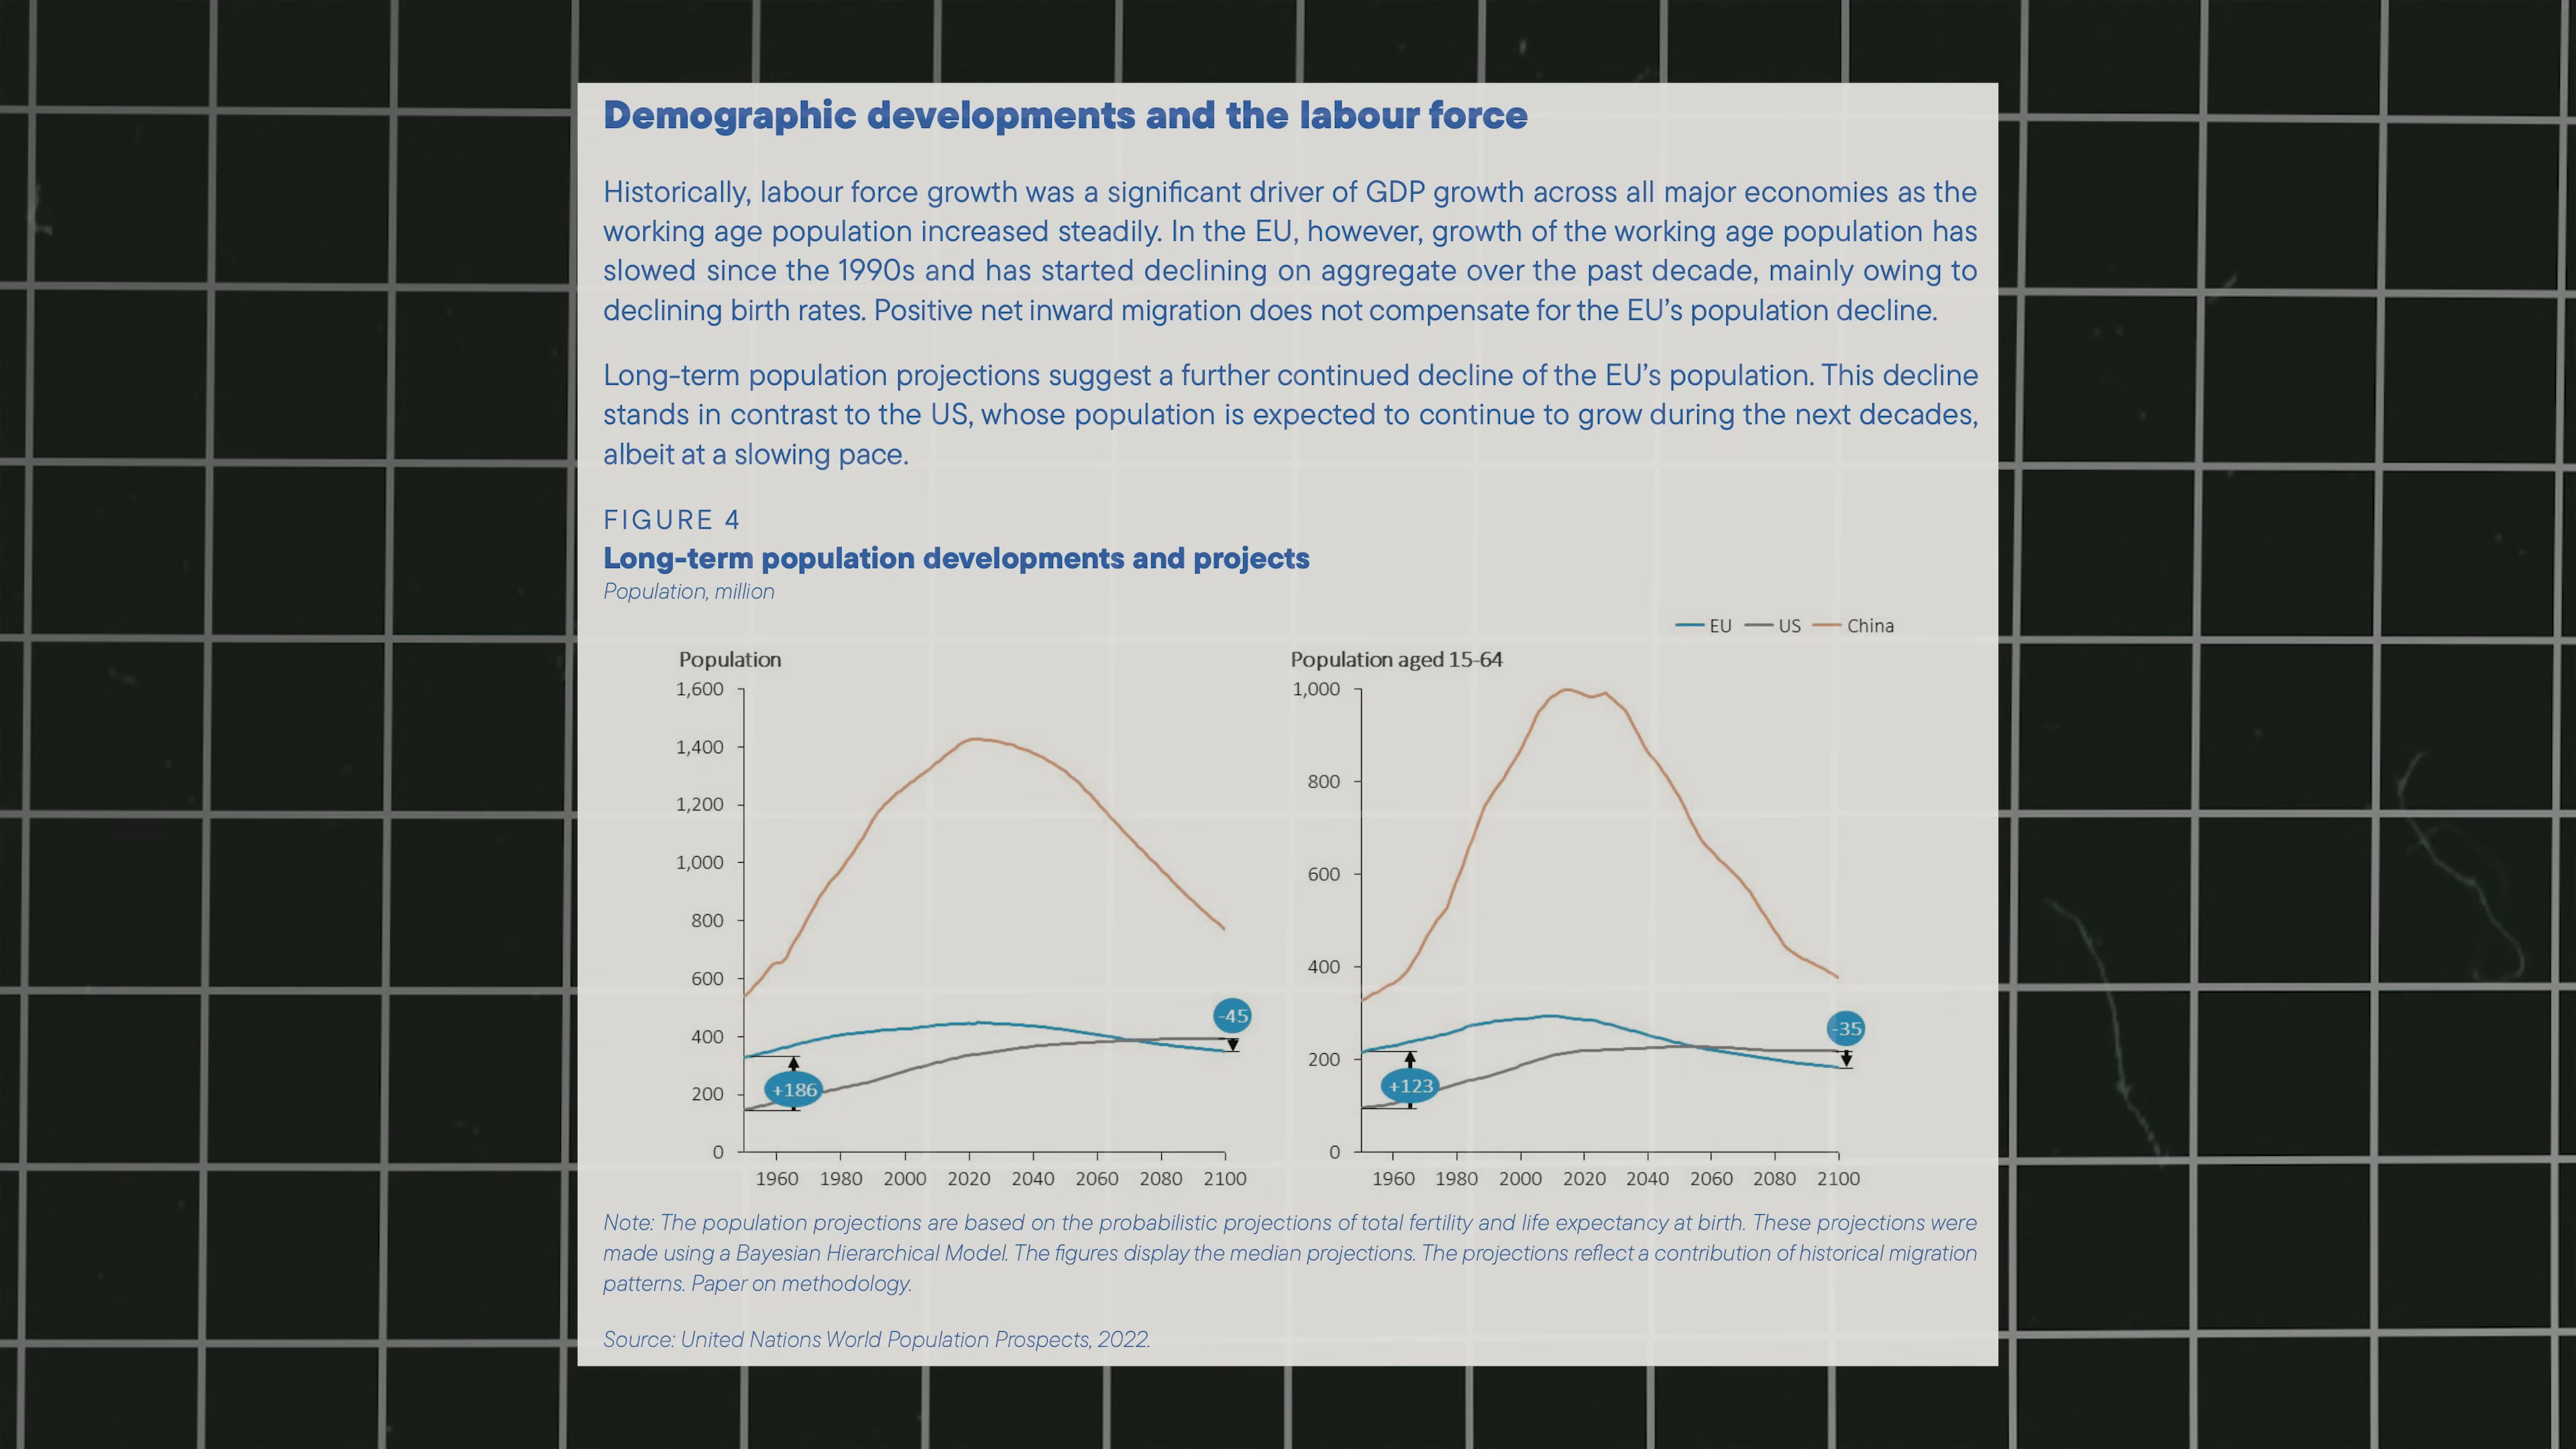 Demographic developments and the labour force
Historically, labour force growth was a significant driver of GDP growth across all major economies as the
working age population increased steadily. In the EU, however, growth of the working age population has
slowed since the 1990s and has started declining on aggregate over the past decade, mainly owing to
declining birth rates. Positive net inward migration does not compensate for the EU's population decline.
Long-term population projections suggest a further continued decline of the EU's population. This decline
stands in contrast to the US, whose population is expected to continue to grow during the next decades,
albeit at a slowing pace.
FIGURE 4
Long-term population developments and projects
Population, million
EU US China
Population
1,600
1,400
1,200
1,000
800
600
400
200
0
-45
+186
1960 1980 2000 2020 2040 2060 2080 2100
Population aged 15-64
1,000
800
600
400
200
0
-35
+123
1960 1980 2000 2020 2040 2060 2080 2100
Note: The population projections are based on the probabilistic projections of total fertility and life expectancy at birth. These projections were
made using a Bayesian Hierarchical Model. The figures display the median projections. The projections reflect a contribution of historical migration
patterns. Paper on methodology.
Source: United Nations World Population Prospects, 2022.